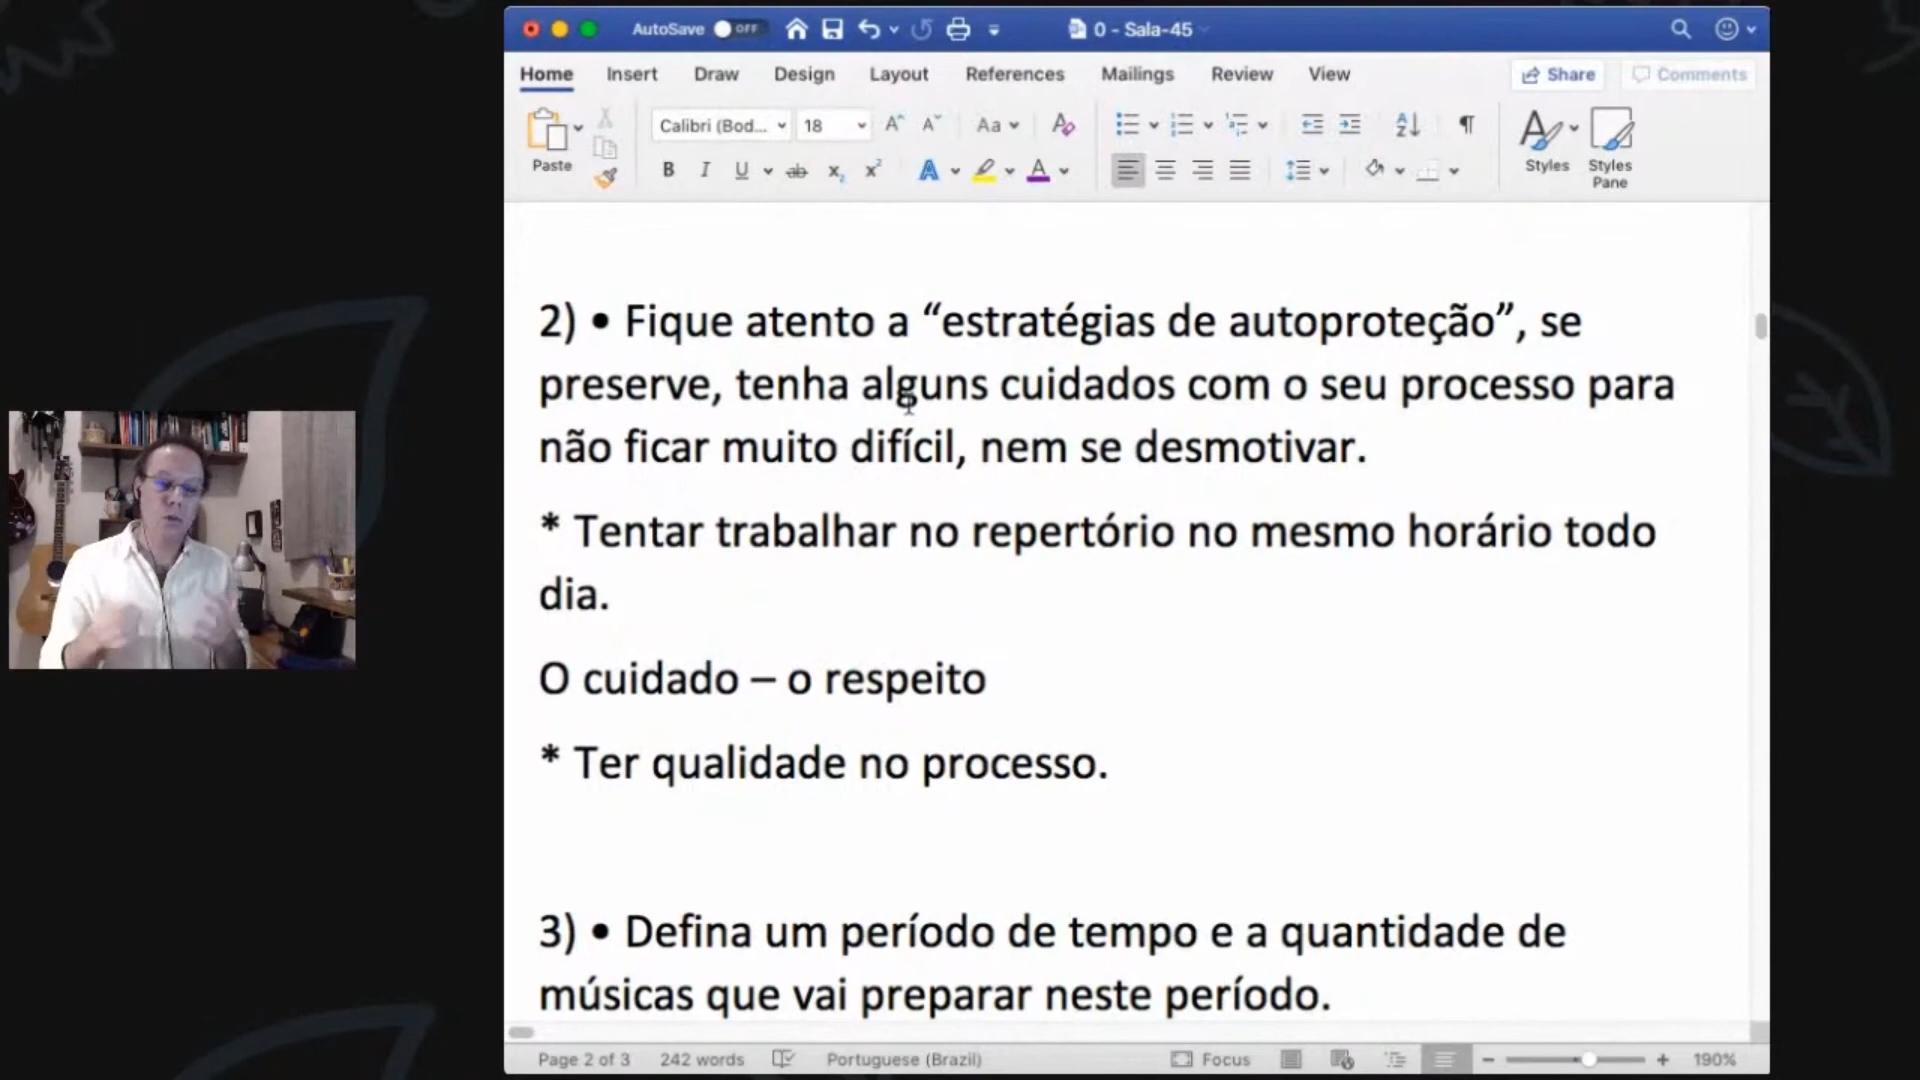 AutoSave OFF 0 - Sala-45
Home Insert Draw Design Layout References Mailings Review View Share Comments
Paste Calibri (Bod... 18 Aa Styles Styles Pane
2) • Fique atento a “estratégias de autoproteção”, se
preserve, tenha alguns cuidados com o seu processo para
não ficar muito difícil, nem se desmotivar.
* Tentar trabalhar no repertório no mesmo horário todo
dia.
O cuidado – o respeito
* Ter qualidade no processo.
3) • Defina um período de tempo e a quantidade de
músicas que vai preparar neste período.
Page 2 of 3 242 words Portuguese (Brazil) Focus 190%